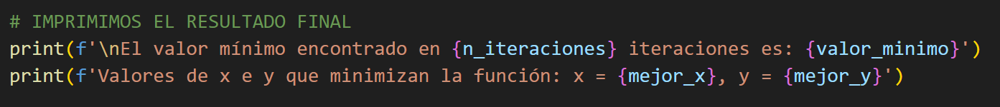 # IMPRIMIMOS EL RESULTADO FINAL
print(f'\nEl valor mínimo encontrado en {n_iteraciones} iteraciones es: {valor_minimo}')
print(f'Valores de x e y que minimizan la función: x = {mejor_x}, y = {mejor_y}')